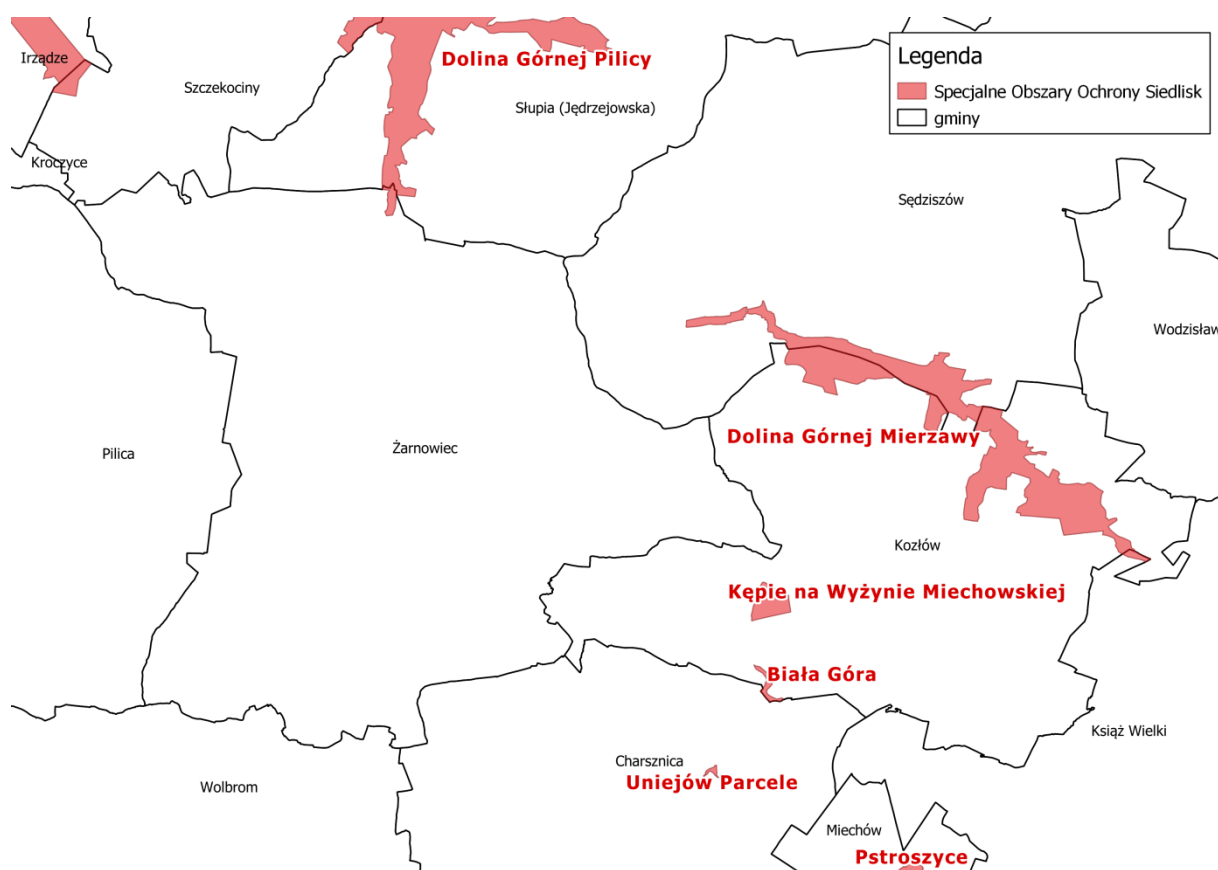 Irządze
Dolina Górnej Pilicy
Legenda
Specjalne Obszary Ochrony Siedlisk
gminy
Szczekociny
Słupia (Jędrzejowska)
Kroczyce
Sędziszów
Wodzisław
Dolina Górnej Mierzawy
Żarnowiec
Pilica
Kozłów
Kępie na Wyżynie Miechowskiej
Biała Góra
Książ Wielki
Charsznica
Uniejów Parcele
Wolbrom
Miechów
Pstroszyce